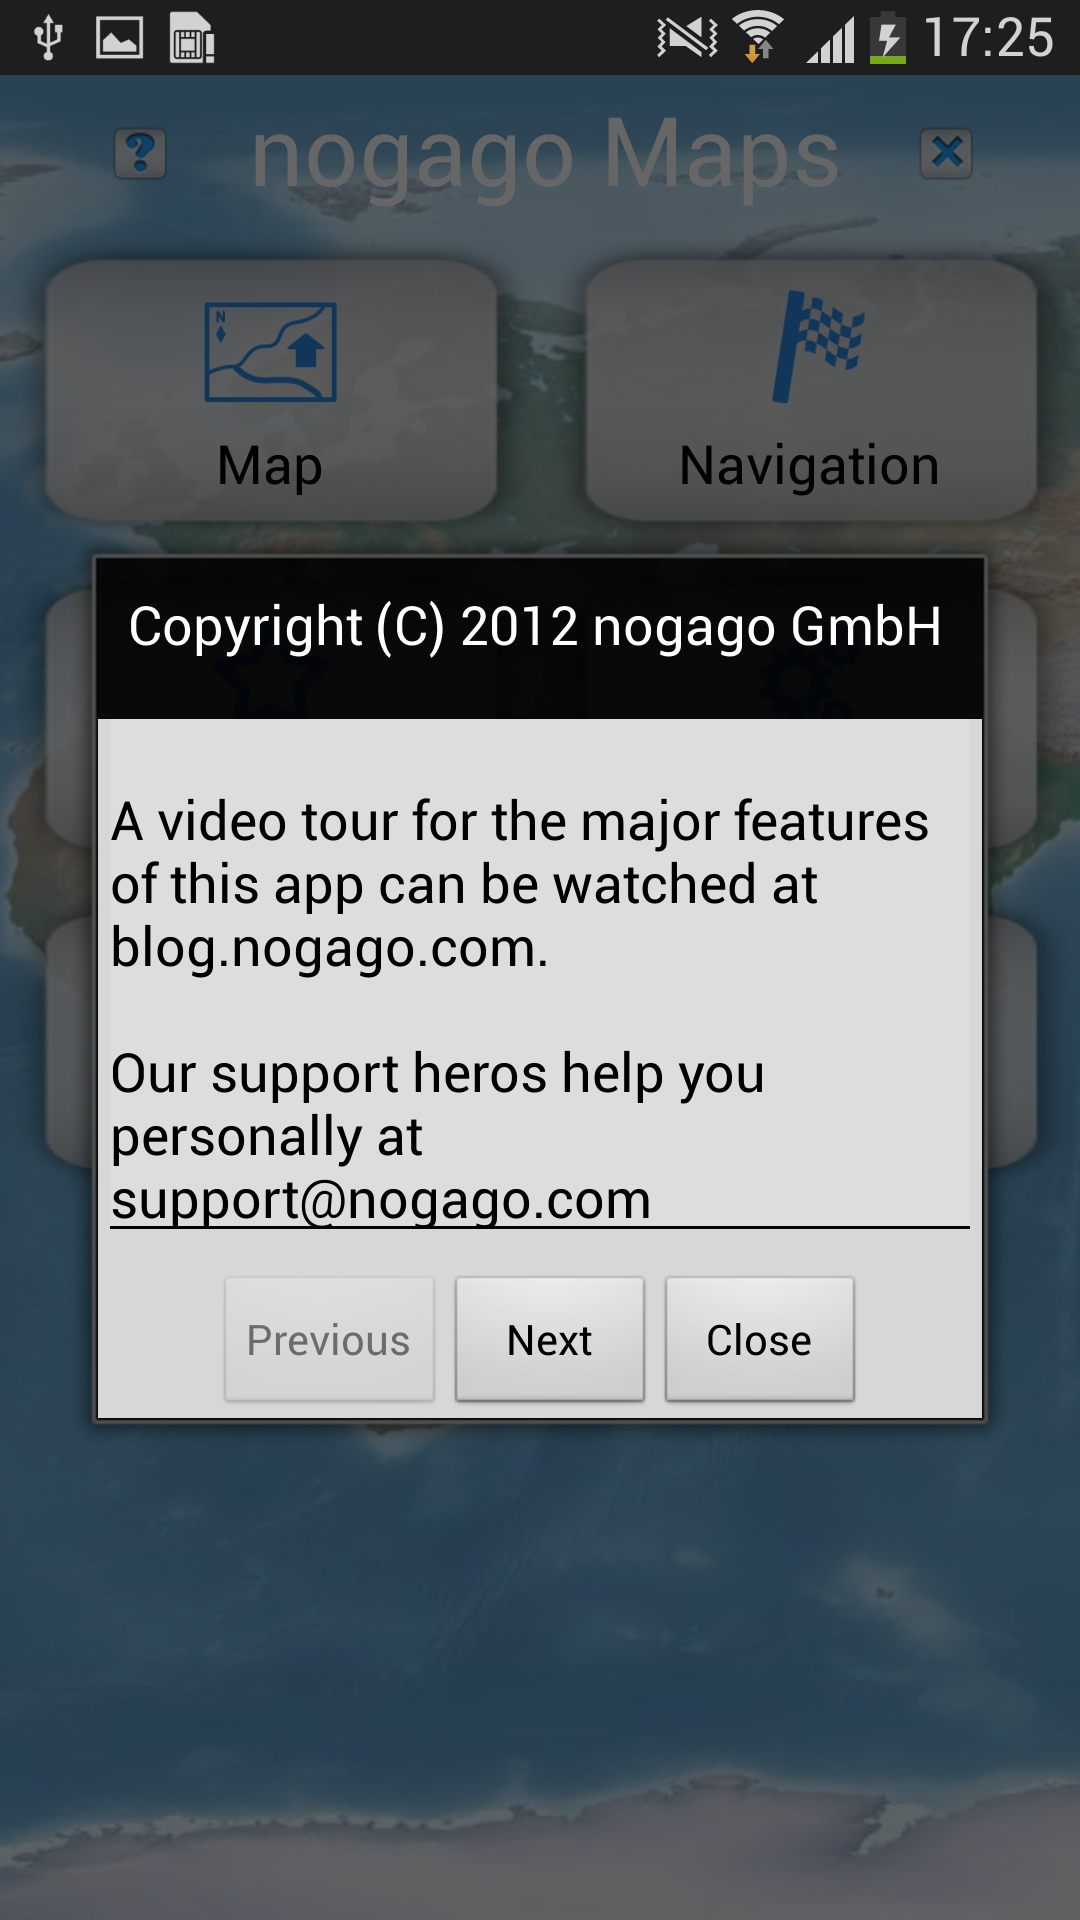 17:25
nogago Maps
N
Map
Navigation
Copyright (C) 2012 nogago GmbH
A video tour for the major features
of this app can be watched at
blog.nogago.com.
Our support heros help you
personally at
support@nogago.com
Previous
Next
Close